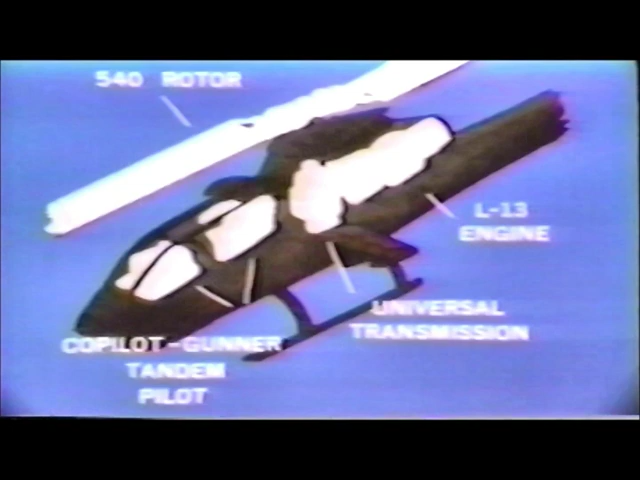 540 ROTOR
L-13
ENGINE
UNIVERSAL
TRANSMISSION
COPILOT-GUNNER
TANDEM
PILOT